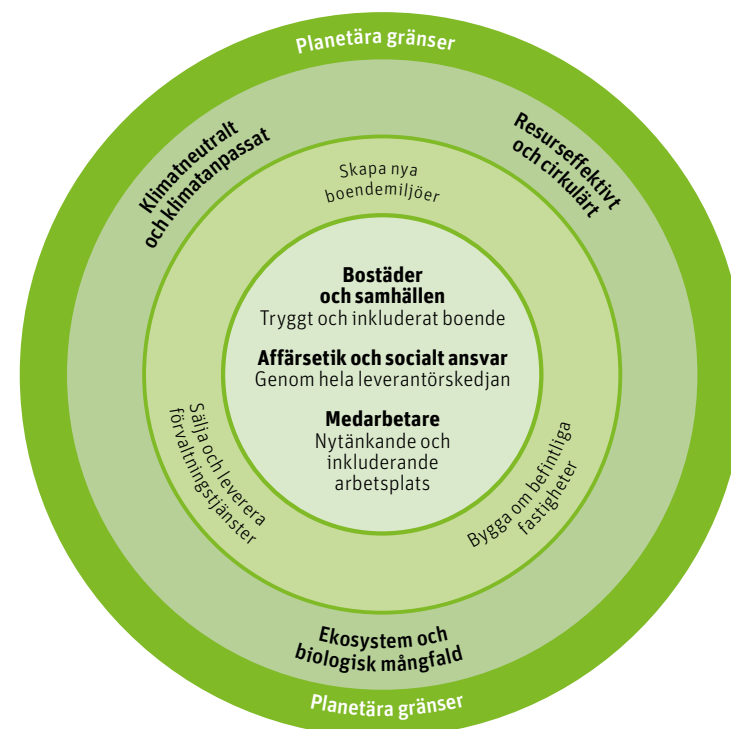 Planetära gränser
Klimatneutralt
och klimatanpassat
Resurseffektivt
och cirkulärt
Skapa nya
boendemiljöer
Bostäder
och samhällen
Tryggt och inkluderat boende
Affärsetik och socialt ansvar
Genom hela leverantörskedjan
Medarbetare
Nytänkande och
inkluderande
arbetsplats
Sälja och leverera
förvaltningstjänster
Bygga om befintliga
fastigheter
Ekosystem och
biologisk mångfald
Planetära gränser